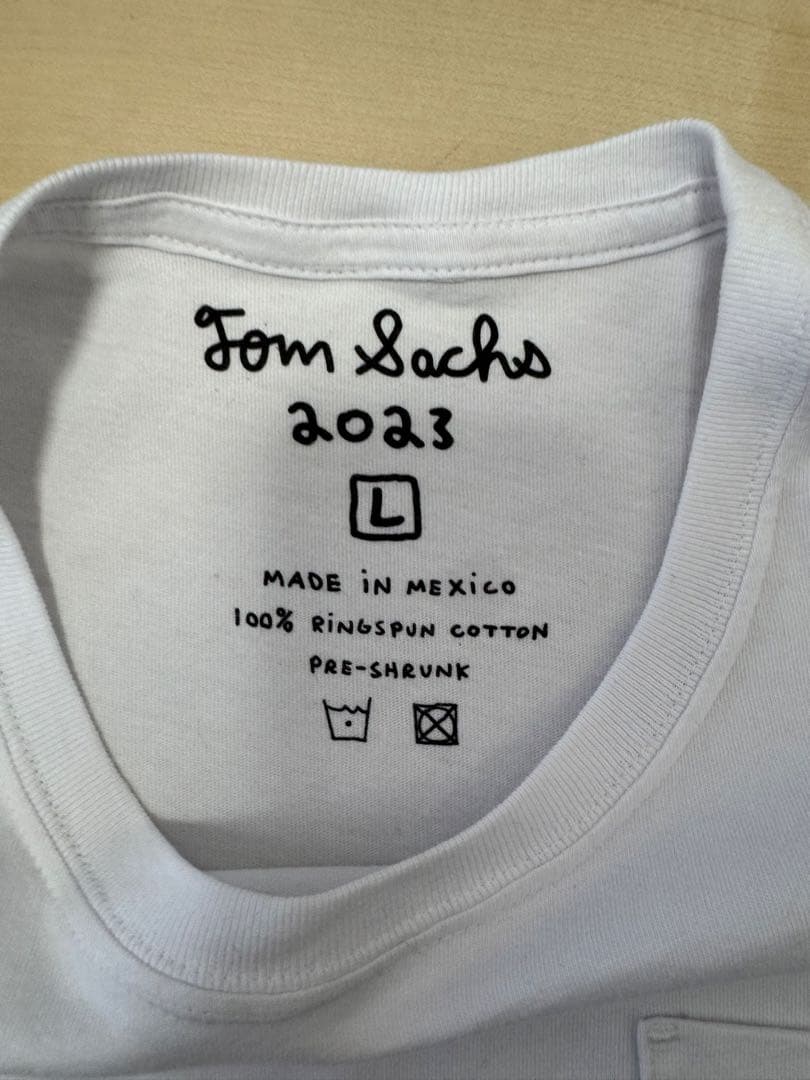 Tom Sachs
2023
L
MADE iN MEXiCO
100% RiNGSPUN COTTON
PRE-SHRUNK